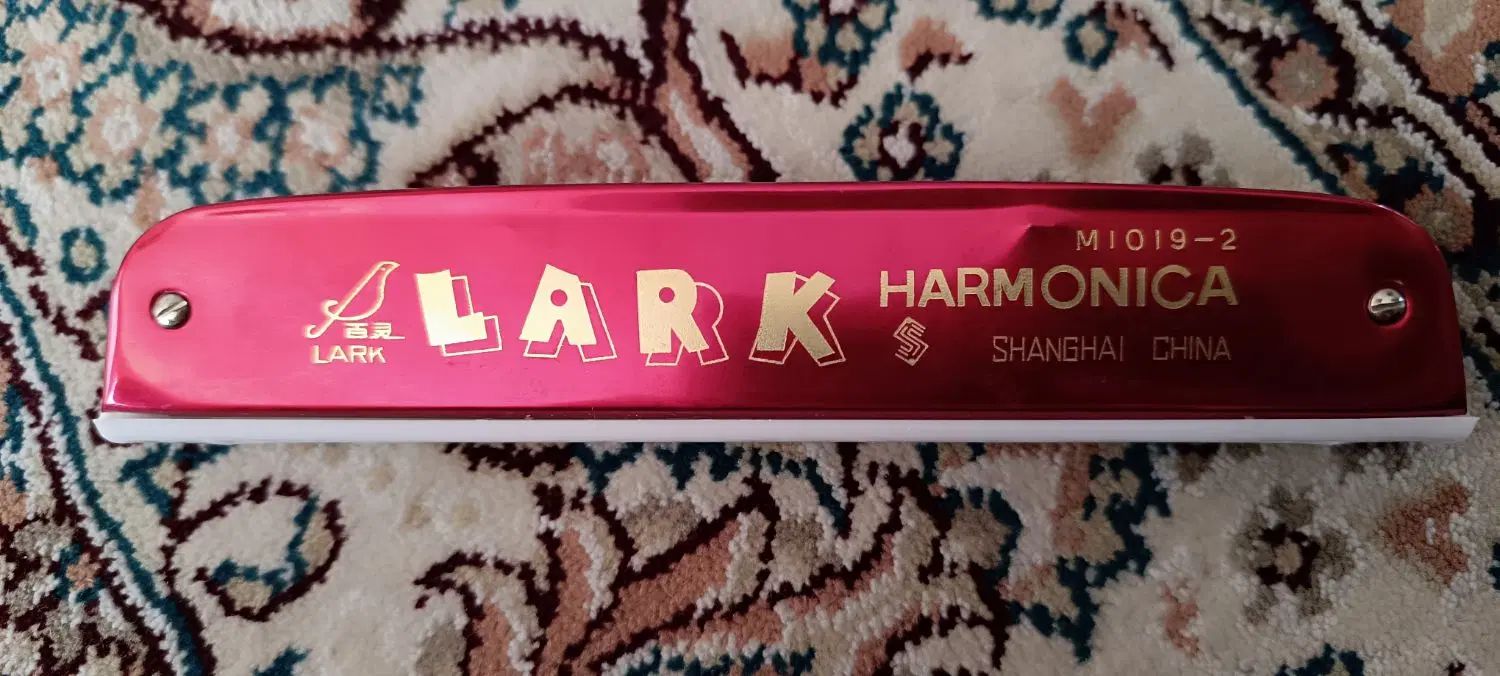 百灵
LARK
LARK
M1019-2
HARMONICA
SHANGHAI CHINA